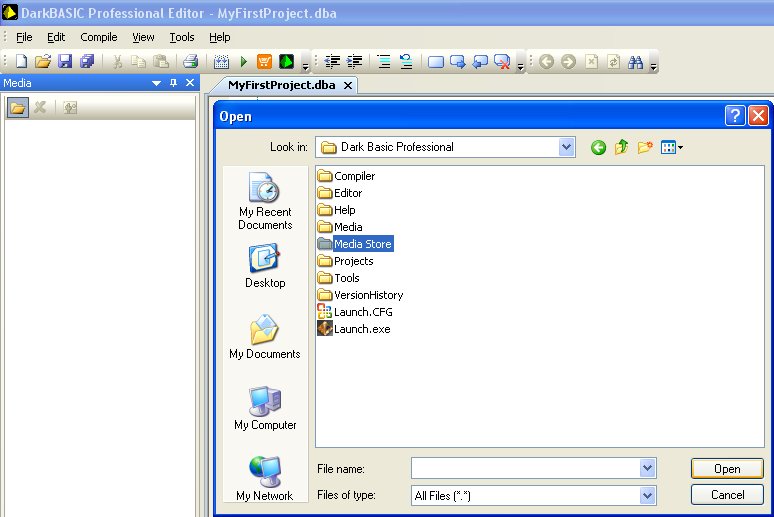 DarkBASIC Professional Editor - MyFirstProject.dba
File Edit Compile View Tools Help
Media
MyFirstProject.dba
Open
Look in: Dark Basic Professional
My Recent
Documents
Desktop
My Documents
My Computer
My Network
Compiler
Editor
Help
Media
Media Store
Projects
Tools
VersionHistory
Launch.CFG
Launch.exe
File name: Open
Files of type: All Files (*.*) Cancel